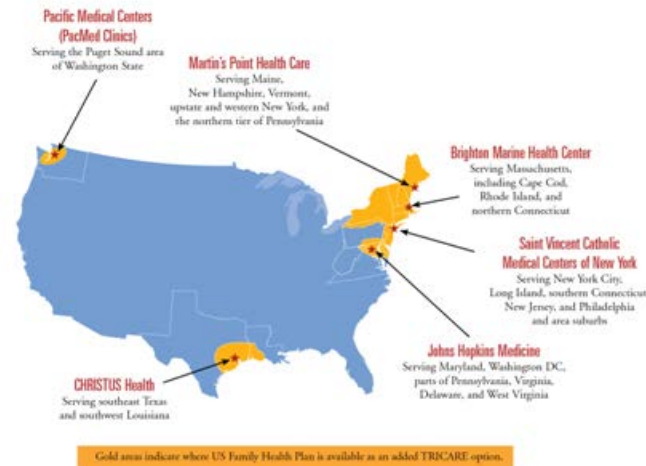 Pacific Medical Centers
(PacMed Clinics)
Serving the Puget Sound area
of Washington State
Martin's Point Health Care
Serving Maine,
New Hampshire, Vermont,
upstate and western New York, and
the northern tier of Pennsylvania
Brighton Marine Health Center
Serving Massachusetts,
including Cape Cod,
Rhode Island, and
northern Connecticut
Saint Vincent Catholic
Medical Centers of New York
Serving New York City,
Long Island, southern Connecticut
New Jersey, and Philadelphia
and area suburbs
Johns Hopkins Medicine
Serving Maryland, Washington DC,
parts of Pennsylvania, Virginia,
Delaware, and West Virginia
CHRISTUS Health
Serving southeast Texas
and southwest Louisiana
Gold areas indicate where US Family Health Plan is available as an added TRICARE option.